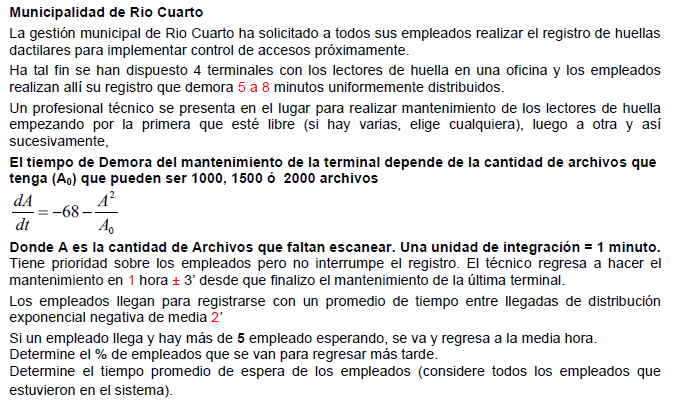 Municipalidad de Rio Cuarto
La gestión municipal de Rio Cuarto ha solicitado a todos sus empleados realizar el registro de huellas
dactilares para implementar control de accesos próximamente.
Ha tal fin se han dispuesto 4 terminales con los lectores de huella en una oficina y los empleados
realizan allí su registro que demora 5 a 8 minutos uniformemente distribuidos.
Un profesional técnico se presenta en el lugar para realizar mantenimiento de los lectores de huella
empezando por la primera que esté libre (si hay varias, elige cualquiera), luego a otra y así
sucesivamente,
El tiempo de Demora del mantenimiento de la terminal depende de la cantidad de archivos que
tenga (A₀) que pueden ser 1000, 1500 ó 2000 archivos
dA/dt = -68 - A²/A₀
Donde A es la cantidad de Archivos que faltan escanear. Una unidad de integración = 1 minuto.
Tiene prioridad sobre los empleados pero no interrumpe el registro. El técnico regresa a hacer el
mantenimiento en 1 hora ± 3' desde que finalizo el mantenimiento de la última terminal.
Los empleados llegan para registrarse con un promedio de tiempo entre llegadas de distribución
exponencial negativa de media 2'
Si un empleado llega y hay más de 5 empleado esperando, se va y regresa a la media hora.
Determine el % de empleados que se van para regresar más tarde.
Determine el tiempo promedio de espera de los empleados (considere todos los empleados que
estuvieron en el sistema).